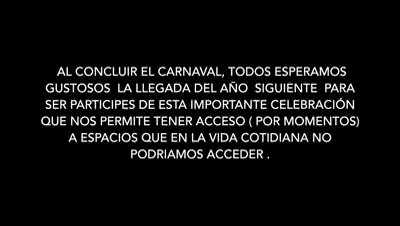 AL CONCLUIR EL CARNAVAL, TODOS ESPERAMOS
GUSTOSOS LA LLEGADA DEL AÑO SIGUIENTE PARA
SER PARTICIPES DE ESTA IMPORTANTE CELEBRACIÓN
QUE NOS PERMITE TENER ACCESO ( POR MOMENTOS)
A ESPACIOS QUE EN LA VIDA COTIDIANA NO
PODRIAMOS ACCEDER .